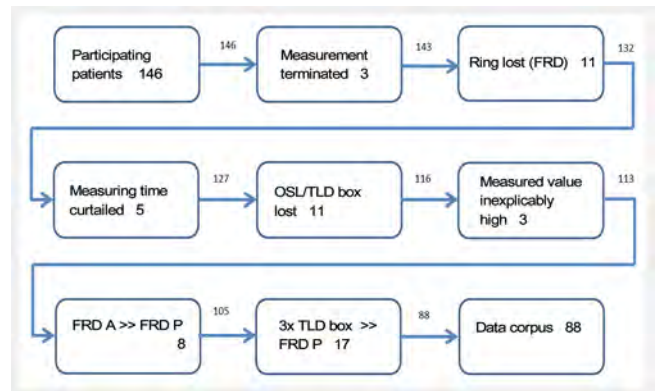 Participating
patients 146
146
Measurement
terminated 3
143
Ring lost (FRD) 11
132
Measuring time
curtailed 5
127
OSL/TLD box
lost 11
116
Measured value
inexplicably
high 3
113
FRD A >> FRD P
8
105
3x TLD box >>
FRD P 17
88
Data corpus 88